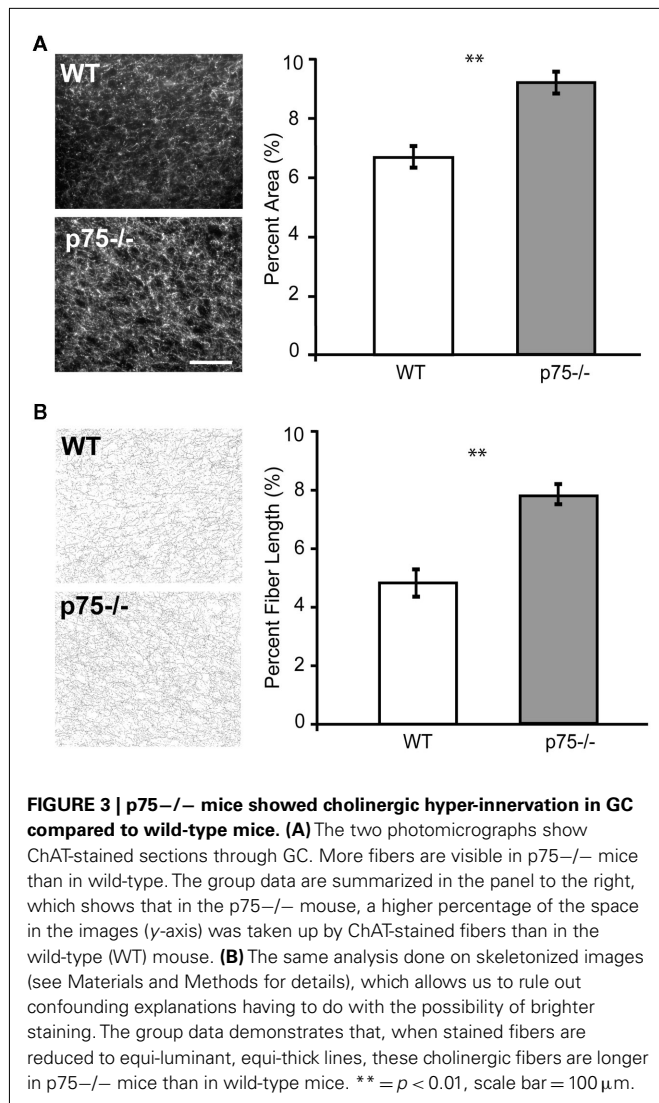 A
WT
p75-/-
**
Percent Area (%)
10
8
6
4
2
0
WT
p75-/-
B
WT
p75-/-
**
Percent Fiber Length (%)
10
8
6
4
2
0
WT
p75-/-
FIGURE 3 | p75−/− mice showed cholinergic hyper-innervation in GC
compared to wild-type mice. (A) The two photomicrographs show
ChAT-stained sections through GC. More fibers are visible in p75−/− mice
than in wild-type. The group data are summarized in the panel to the right,
which shows that in the p75−/− mouse, a higher percentage of the space
in the images (y-axis) was taken up by ChAT-stained fibers than in the
wild-type (WT) mouse. (B) The same analysis done on skeletonized images
(see Materials and Methods for details), which allows us to rule out
confounding explanations having to do with the possibility of brighter
staining. The group data demonstrates that, when stained fibers are
reduced to equi-luminant, equi-thick lines, these cholinergic fibers are longer
in p75−/− mice than in wild-type mice. ** = p < 0.01, scale bar = 100 μm.